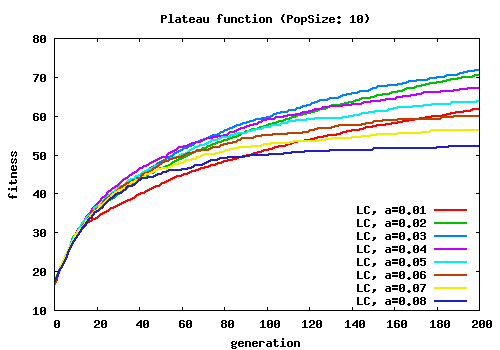 Plateau function (PopSize: 10)
fitness
80
70
60
50
40
30
20
10
LC, a=0.01
LC, a=0.02
LC, a=0.03
LC, a=0.04
LC, a=0.05
LC, a=0.06
LC, a=0.07
LC, a=0.08
0 20 40 60 80 100 120 140 160 180 200
generation